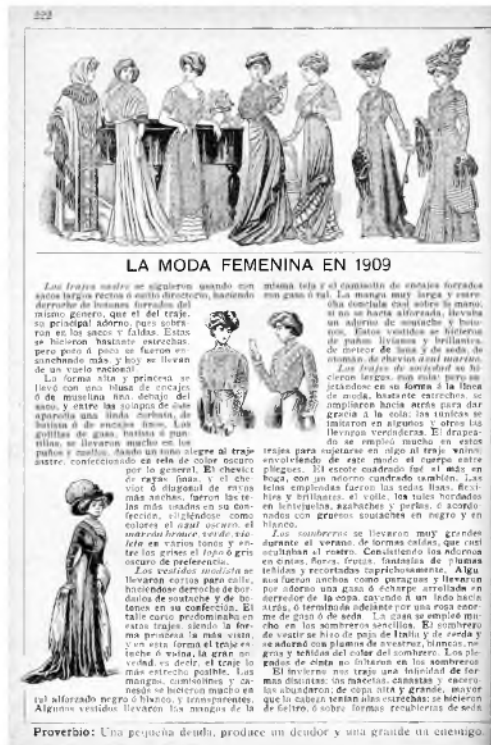 222
LA MODA FEMENINA EN 1909
Los trajes sastre se siguieron usando con
sacos largos rectos ó estilo directorio, haciendo
derroche de botones forrados del
mismo género, que el del traje,
su principal adorno, pues sobra-
ron en los sacos y faldas. Estas
se hicieron bastante estrechas,
pero poco á poco se fueron en-
sanchando más, y hoy se llevan
de un vuelo racional.
La forma alta y princesa, se
llevó con una blusa de encajes
ó de muselina fina, debajo del
saco, y entre las solapas de éste
aparecía una linda corbata, de
batista ó de encajes finos. Las
golillas de gasa, batista ó pun-
tillas, se llevaron mucho en los
puños y cuellos, dando un tono alegre al traje
sastre, confeccionado en tela de color oscuro
por lo general. El cheviot
de rayas finas, y el che-
viot ó diagonal de rayas
más anchas, fueron las te-
las más usadas en su con-
fección, eligiéndose como
colores el azul oscuro, el
marrón bronce, verde, vio-
leta en varios tonos y en-
tre los grises el topo ó gris
oscuro de preferencia.
Los vestidos modista se
llevaron cortos para calle,
haciéndose derroche de bor-
dados de soutache y de bo-
tones en su confección. El
talle corto predominaba en
estos trajes, siendo la for-
ma princesa la más vista,
y en esta forma el traje es-
tuche ó vaina, la gran no-
vedad, es decir, el traje lo
más estrecho posible. Las
mangas, camisolines y ca-
nesús se hicieron mucho en
tul alforzado negro ó blanco, y transparentes.
Algunos vestidos llevaron las mangas de la
misma tela y el camisolín de encajes forrados
con gasa ó tul. La manga muy larga y estre-
cha concluía casi sobre la mano,
si no se hacía alforzada, llevaba
un adorno de soutache y boto-
nes. Estos vestidos se hicieron
de paños livianos y brillantes,
de meteor de lana y de seda, de
otomán, de cheviot azul marino.
Los trajes de sociedad se hi-
cieron largos, con cola; pero su-
jetándose en su forma á la línea
de moda, bastante estrechos, se
ampliaron hacia atrás para dar
gracia á la cola; las túnicas se
imitaron en algunos y otros las
llevaron verdaderas. El drapea-
do se empleó mucho en estos
trajes para sujetarse en algo al traje vaina;
envolviendo de este modo el cuerpo entre
pliegues. El escote cuadrado fué el más en
boga, con un adorno cuadrado también. Las
telas empleadas fueron las sedas lisas, flexi-
bles y brillantes, el voile, los tules bordados
en lentejuelas, azabaches y perlas, ó acordo-
nados con gruesos soutaches en negro y en
blanco.
Los sombreros se llevaron muy grandes
durante el verano, de formas caídas, que casi
ocultaban el rostro. Consistiendo los adornos
en cintas, flores, frutas, fantasías de plumas
teñidas y recortadas caprichosamente. Algu-
nos fueron anchos como paraguas y llevaron
por adorno una gasa ó écharpe arrollada en
derredor de la copa, cayendo á un lado hacia
atrás, ó terminada adelante por una rosa enor-
me de gasa ó de seda. La gasa se empleó mu-
cho en los sombreros sencillos. El sombrero
de vestir se hizo de paja de Italia y de cerda y
se adornó con plumas de avestruz, blancas, ne-
gras y teñidas del color del sombrero. Los ple-
gados de cinta no faltaron en los sombreros
El invierno nos trajo una infinidad de for-
mas distintas; las macetas, canastas y cacero-
las abundaron; de copa alta y grande, mayor
que la cabeza tenían alas estrechas; se hicieron
de fieltro, ó sobre formas recubiertas de seda
Proverbio: Una pequeña deuda, produce un deudor y una grande un enemigo.